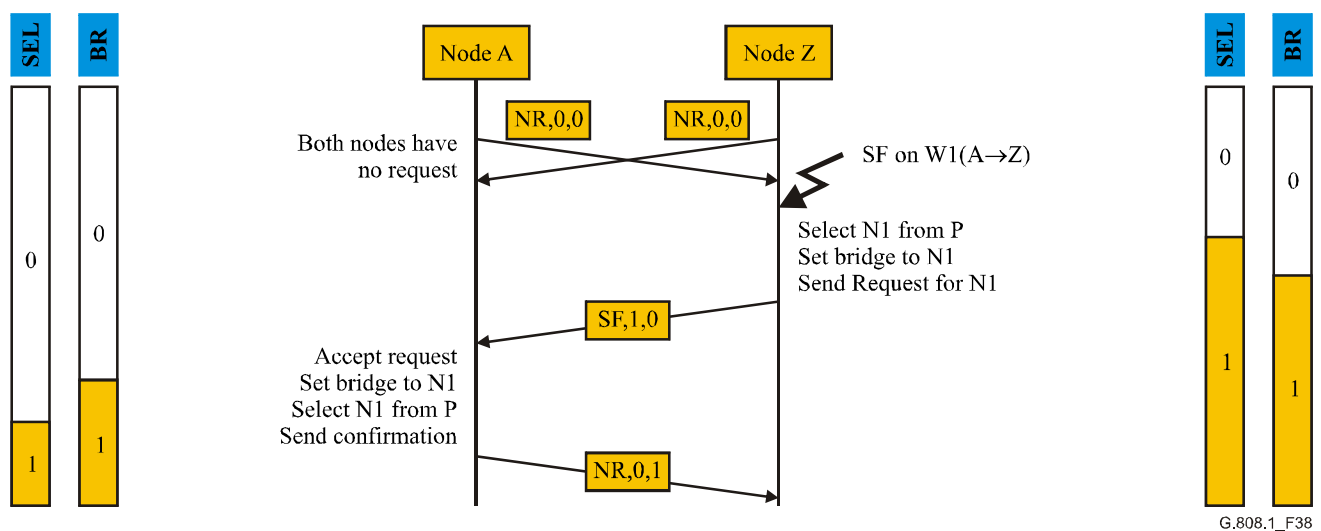 SEL
BR
Node A
Node Z
SEL
BR
NR,0,0
NR,0,0
Both nodes have
no request
SF on W1(A→Z)
0
0
0
0
Select N1 from P
Set bridge to N1
Send Request for N1
SF,1,0
Accept request
Set bridge to N1
Select N1 from P
Send confirmation
1
1
1
1
NR,0,1
G.808.1_F38